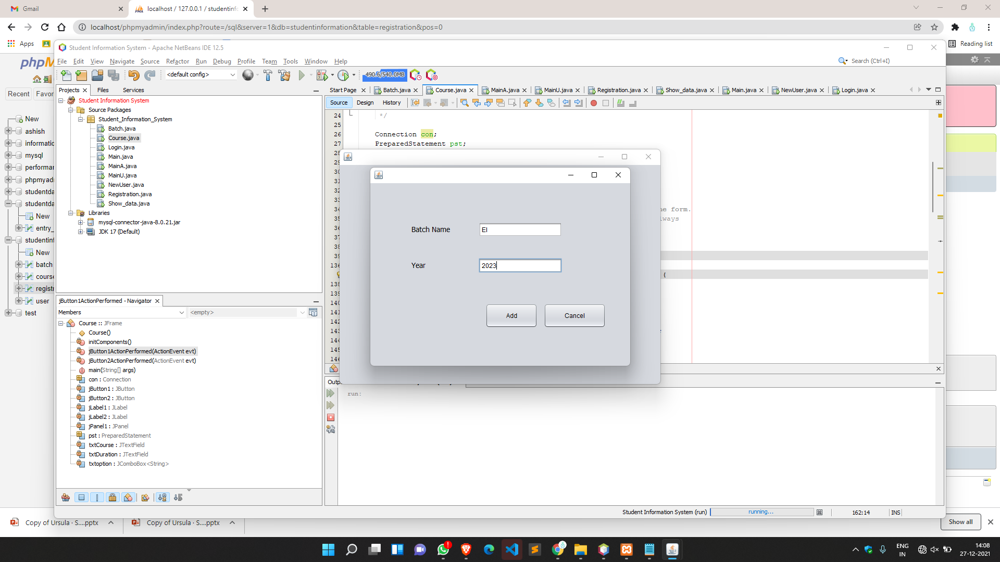 Gmail
localhost / 127.0.0.1 / studentinfo
localhost/phpmyadmin/index.php?route=/sql&server=1&db=studentinformation&table=registration&pos=0
Apps
Reading list
phpM
Recent
Favor
New
ashish
informatic
mysql
performar
phpmyadr
studentda
studentda
New
entry_
studentinf
New
batch
course
registr
user
test
Student Information System - Apache NetBeans IDE 12.5
File Edit View Navigate Source Refactor Run Debug Profile Team Tools Window Help
Search (Ctrl+I)
<default config>
490.6/540.0MB
Projects
Files
Services
Student Information System
Source Packages
Student_Information_System
Batch.java
Course.java
Login.java
Main.java
MainA.java
MainU.java
NewUser.java
Registration.java
Show_data.java
Libraries
mysql-connector-java-8.0.21.jar
JDK 17 (Default)
jButton1ActionPerformed - Navigator
Members
<empty>
Course :: JFrame
Course()
initComponents()
jButton1ActionPerformed(ActionEvent evt)
jButton2ActionPerformed(ActionEvent evt)
main(String[] args)
con : Connection
jButton1 : JButton
jButton2 : JButton
jLabel1 : JLabel
jLabel2 : JLabel
jPanel1 : JPanel
pst : PreparedStatement
txtCourse : JTextField
txtDuration : JTextField
txtoption : JComboBox<String>
Start Page
Batch.java
Course.java
MainA.java
MainU.java
Registration.java
Show_data.java
Main.java
NewUser.java
Login.java
Source
Design
History
24 */
25
26 Connection con;
27 PreparedStatement pst;
he form.
lways
{
138
143
145
Batch Name
EI
Year
2023
Add
Cancel
Outp
run:
Student Information System (run)
running...
162:14
INS
Copy of Ursula · S....pptx
Copy of Ursula · S....pptx
Show all
ENG
IN
14:08
27-12-2021